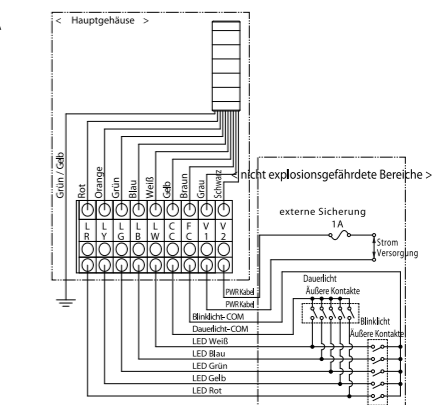 < Hauptgehäuse >
Grün / Gelb
Rot
Orange
Grün
Blau
Weiß
Gelb
Braun
Grau
Schwarz
< nicht explosionsgefährdete Bereiche >
L R
L Y
L G
L B
L W
C C
F C
V 1
V 2
externe Sicherung
1A
Strom
Versorgung
PWR Kabel
PWR Kabel
Dauerlicht
Äußere Kontakte
Blinklicht-COM
Dauerlicht-COM
Blinklicht
Äußere Kontakte
LED Weiß
LED Blau
LED Grün
LED Gelb
LED Rot